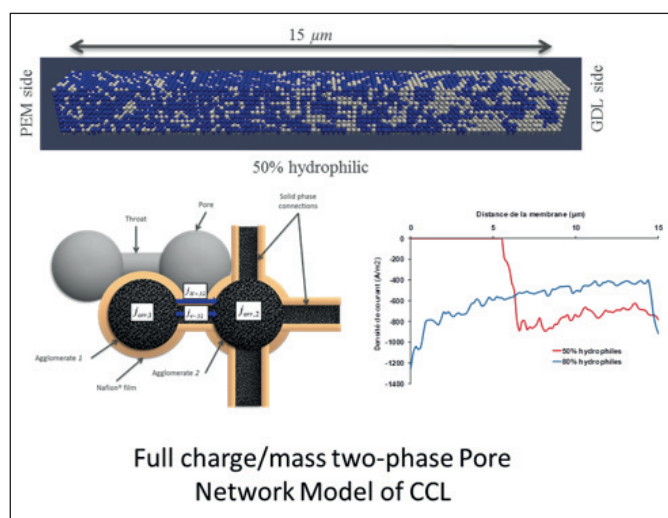 15 μm
PEM side
GDL side
50% hydrophilic
Throat
Pore
Solid phase
connections
Agglomerate 1
Nafion® film
Agglomerate 2
Distance de la membrane (μm)
0 5 10 15
0
-200
-400
-600
-800
-1000
-1200
-1400
Densité de courant (A/m2)
50% hydrophiles
80% hydrophiles
Full charge/mass two-phase Pore
Network Model of CCL